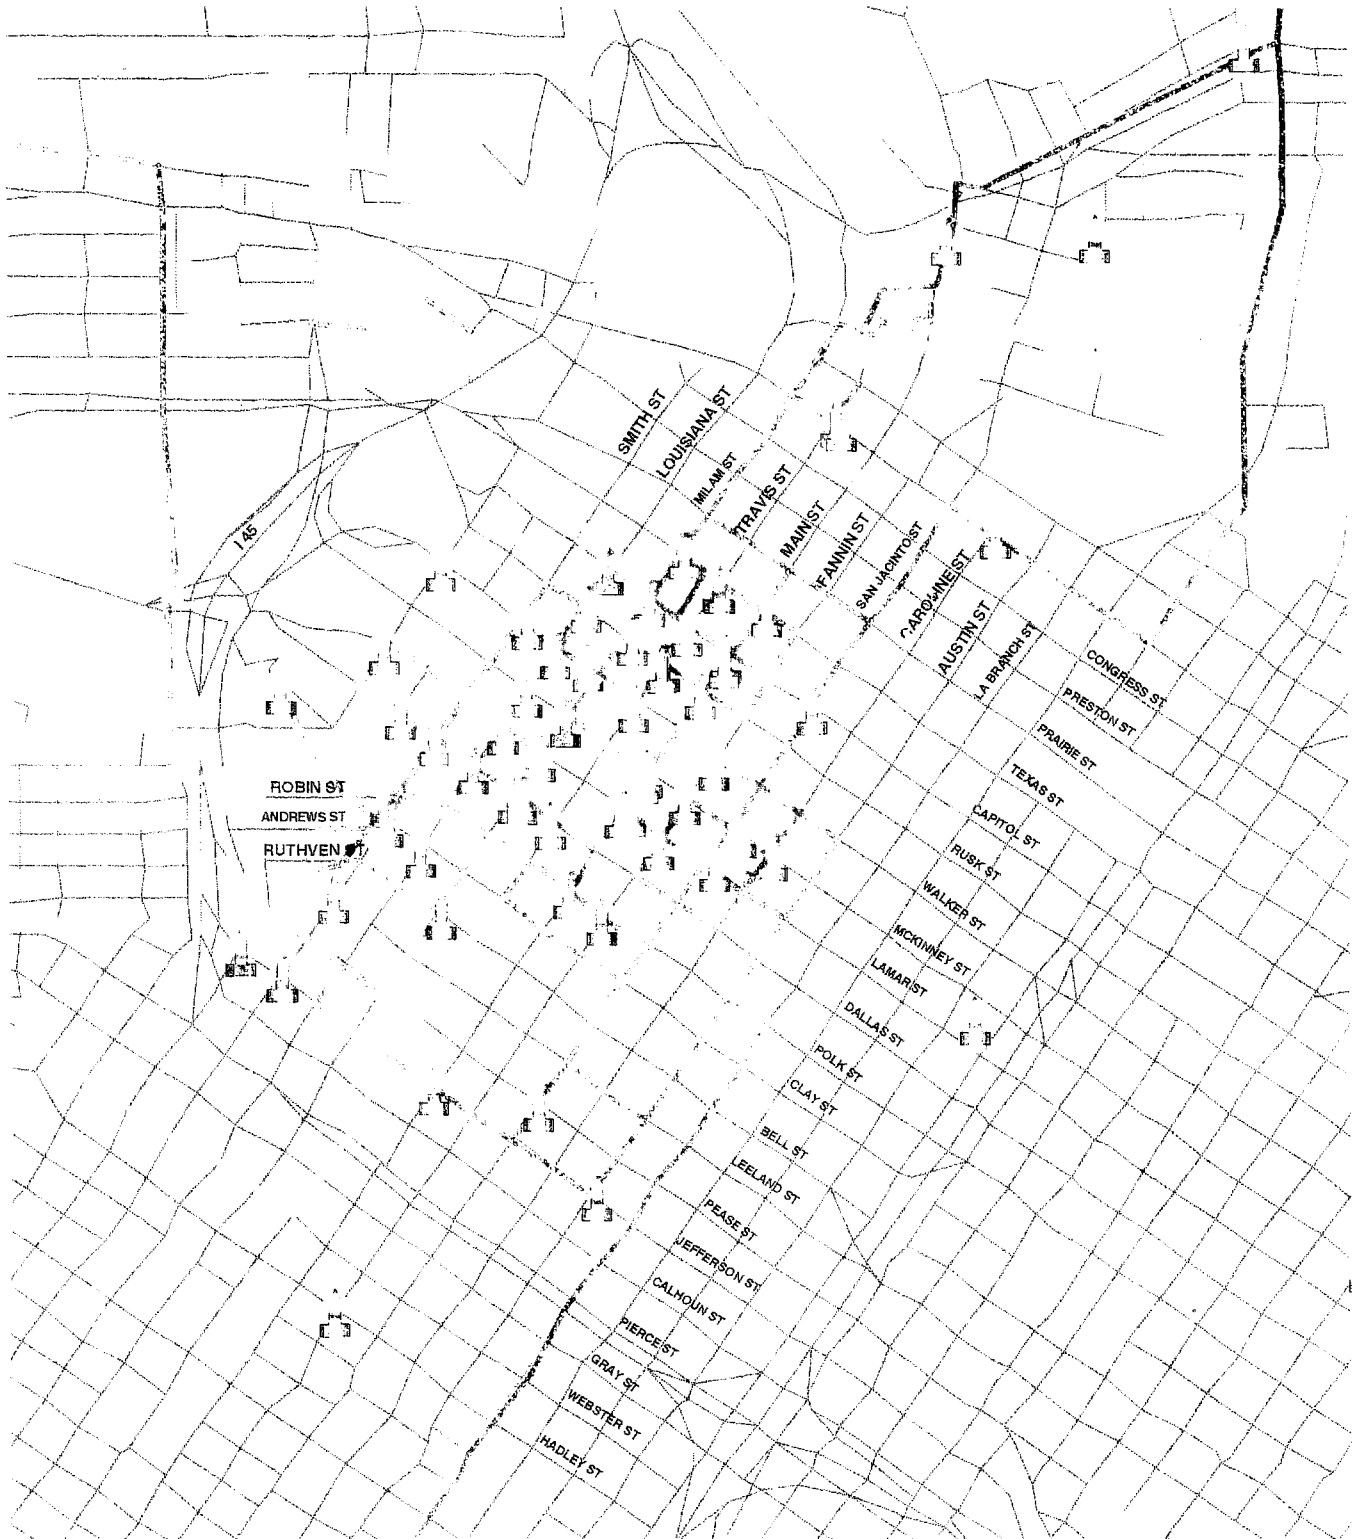 SMITH ST
LOUISIANA ST
MILAM ST
TRAVIS ST
MAIN ST
FANNIN ST
SAN JACINTO ST
CAROLINE ST
AUSTIN ST
LA BRANCH ST
I 45
CONGRESS ST
PRESTON ST
PRAIRIE ST
TEXAS ST
CAPITOL ST
RUSK ST
WALKER ST
MCKINNEY ST
LAMAR ST
DALLAS ST
POLK ST
CLAY ST
BELL ST
LEELAND ST
PEASE ST
JEFFERSON ST
CALHOUN ST
PIERCE ST
GRAY ST
WEBSTER ST
HADLEY ST
ROBIN ST
ANDREWS ST
RUTHVEN ST